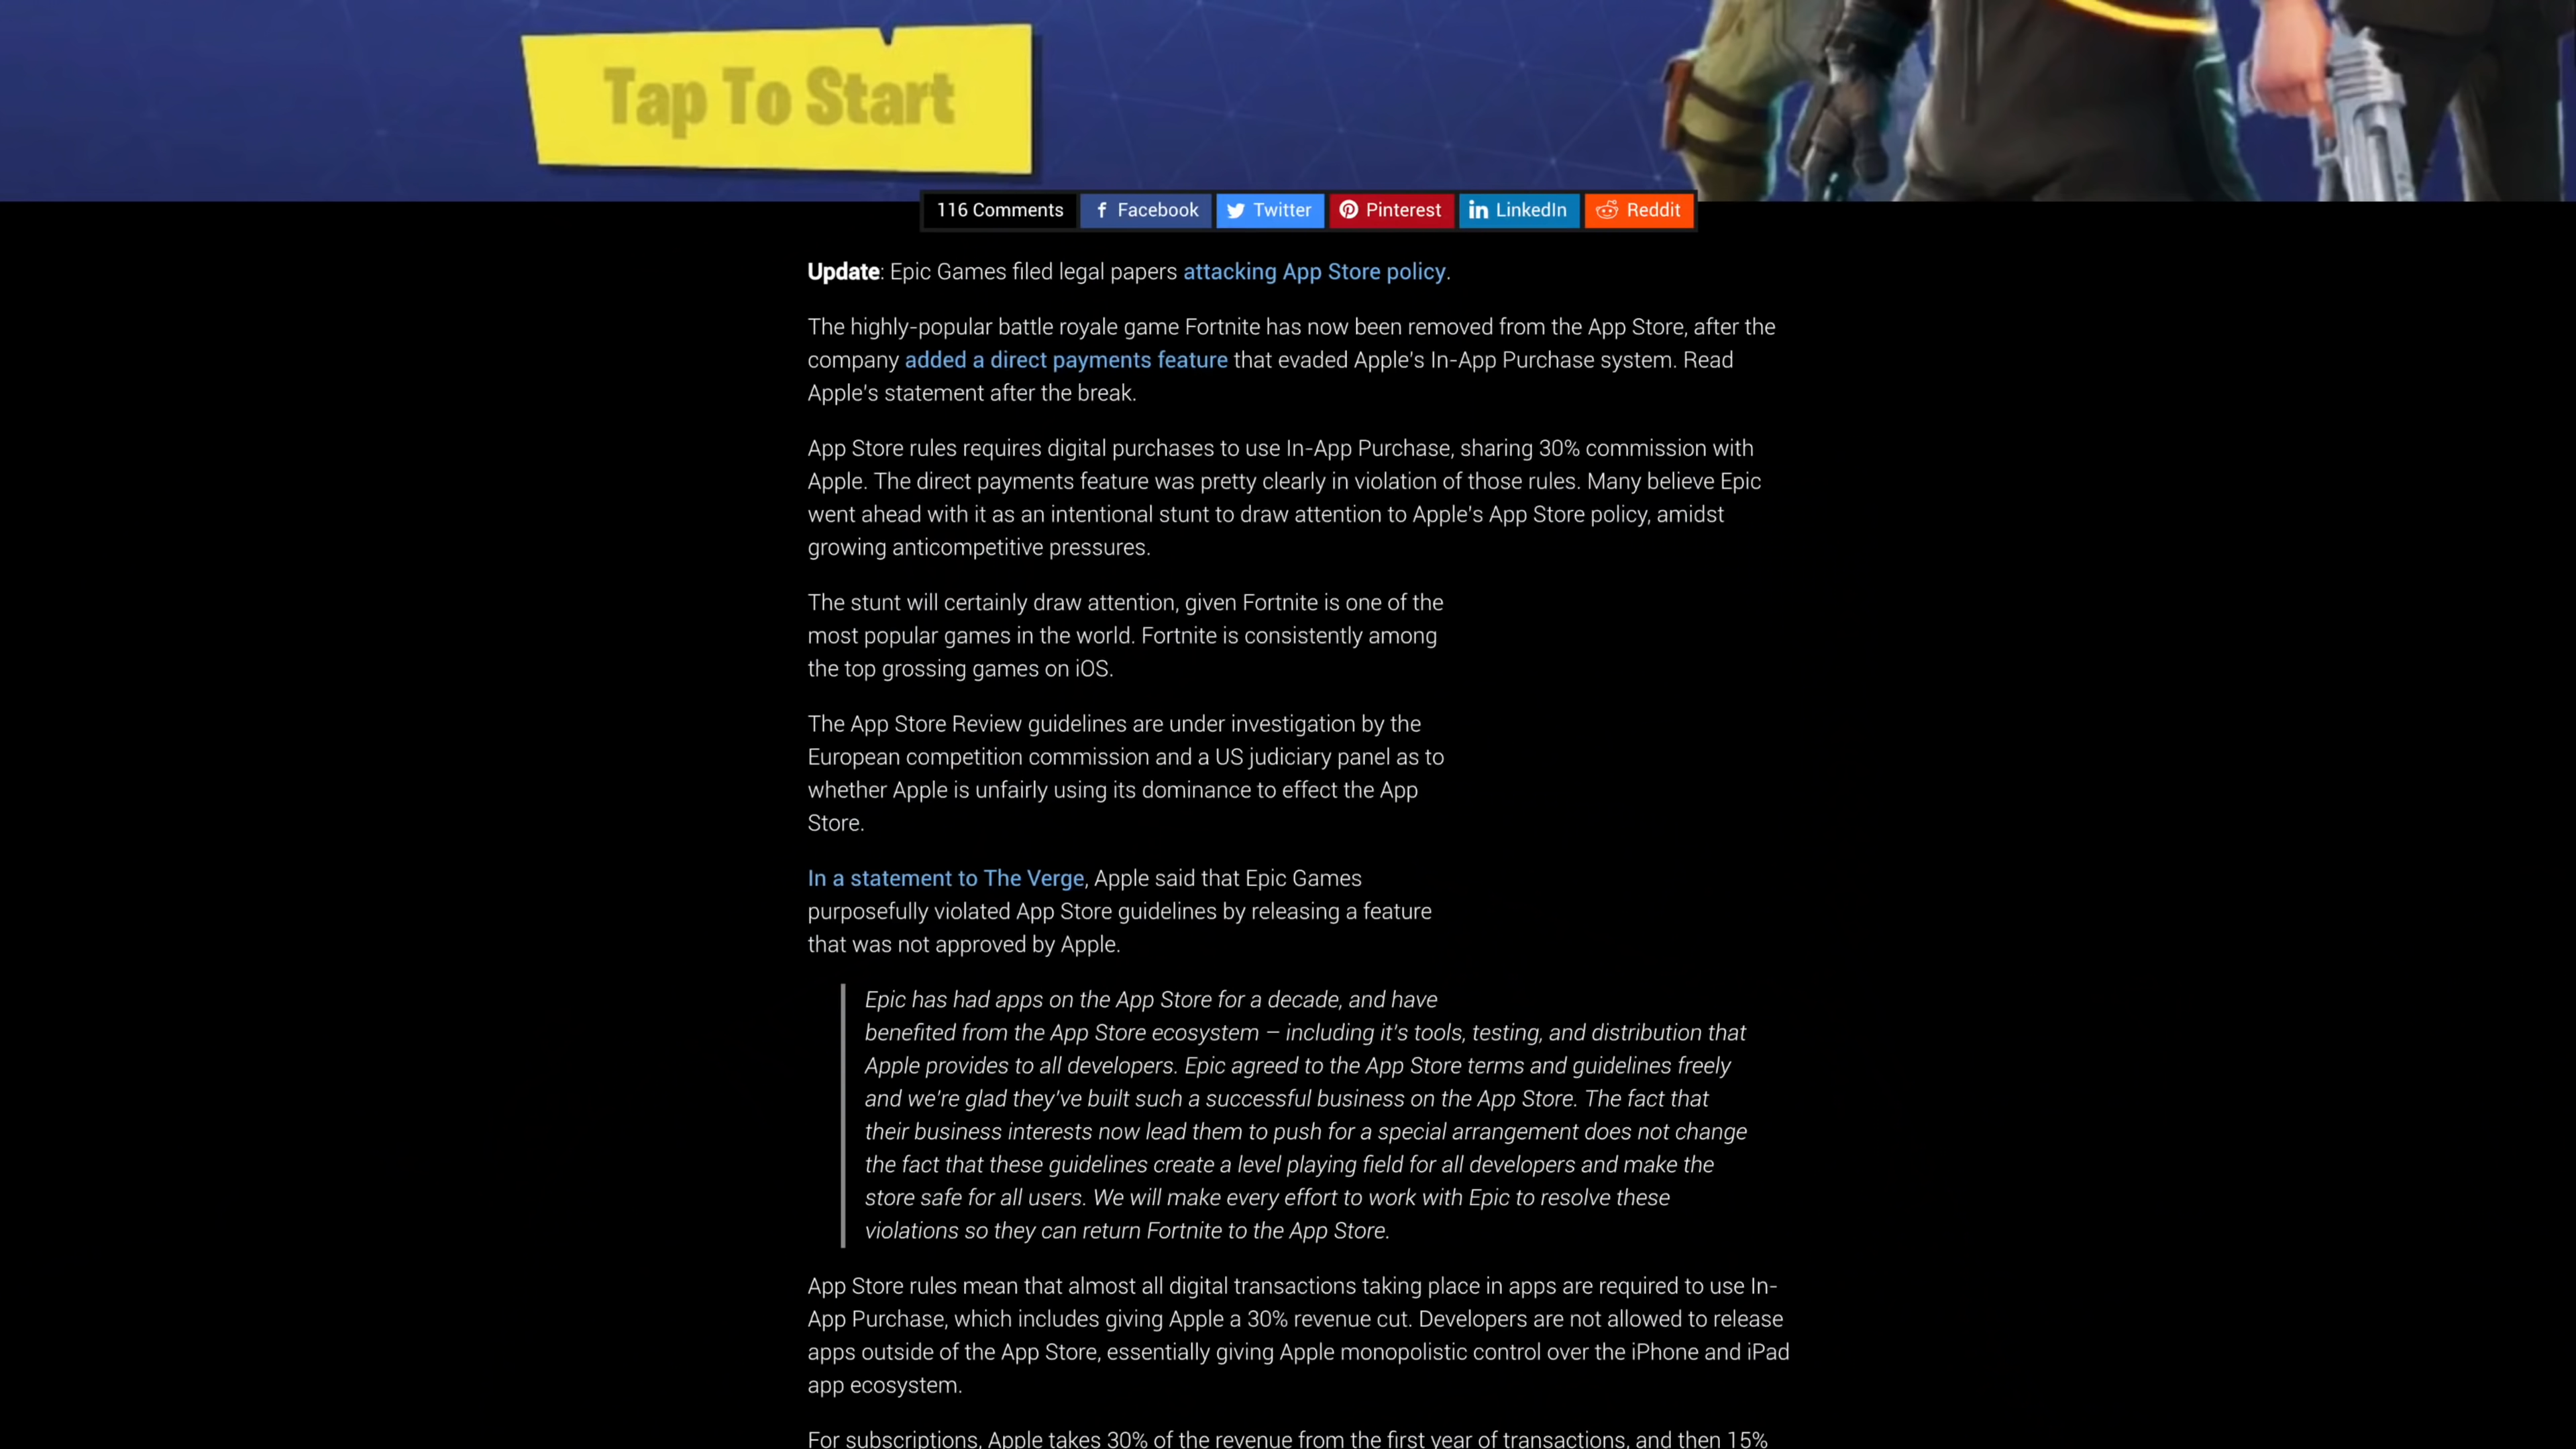 Tap To Start
116 Comments Facebook Twitter Pinterest LinkedIn Reddit
Update: Epic Games filed legal papers attacking App Store policy.
The highly-popular battle royale game Fortnite has now been removed from the App Store, after the
company added a direct payments feature that evaded Apple's In-App Purchase system. Read
Apple's statement after the break.
App Store rules requires digital purchases to use In-App Purchase, sharing 30% commission with
Apple. The direct payments feature was pretty clearly in violation of those rules. Many believe Epic
went ahead with it as an intentional stunt to draw attention to Apple's App Store policy, amidst
growing anticompetitive pressures.
The stunt will certainly draw attention, given Fortnite is one of the
most popular games in the world. Fortnite is consistently among
the top grossing games on iOS.
The App Store Review guidelines are under investigation by the
European competition commission and a US judiciary panel as to
whether Apple is unfairly using its dominance to effect the App
Store.
In a statement to The Verge, Apple said that Epic Games
purposefully violated App Store guidelines by releasing a feature
that was not approved by Apple.
Epic has had apps on the App Store for a decade, and have
benefited from the App Store ecosystem – including it's tools, testing, and distribution that
Apple provides to all developers. Epic agreed to the App Store terms and guidelines freely
and we're glad they've built such a successful business on the App Store. The fact that
their business interests now lead them to push for a special arrangement does not change
the fact that these guidelines create a level playing field for all developers and make the
store safe for all users. We will make every effort to work with Epic to resolve these
violations so they can return Fortnite to the App Store.
App Store rules mean that almost all digital transactions taking place in apps are required to use In-
App Purchase, which includes giving Apple a 30% revenue cut. Developers are not allowed to release
apps outside of the App Store, essentially giving Apple monopolistic control over the iPhone and iPad
app ecosystem.
For subscriptions, Apple takes 30% of the revenue from the first year of transactions, and then 15%